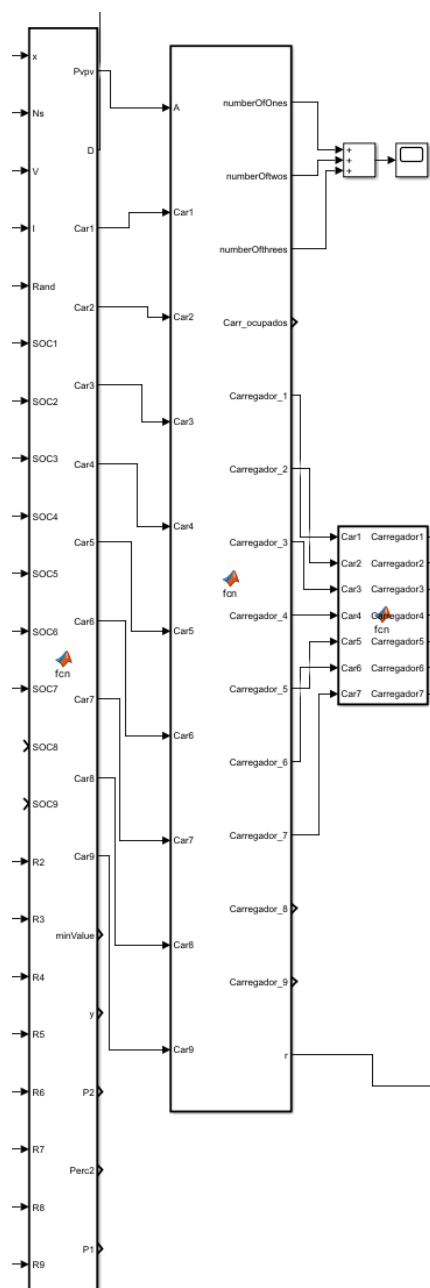 x
Ns
V
I
Rand
SOC1
SOC2
SOC3
SOC4
SOC5
SOC6
SOC7
SOC8
SOC9
R2
R3
R4
R5
R6
R7
R8
R9
fcn
Pvpv
D
Car1
Car2
Car3
Car4
Car5
Car6
Car7
Car8
Car9
minValue
y
P2
Perc2
P1
A
Car1
Car2
Car3
Car4
Car5
Car6
Car7
Car8
Car9
fcn
numberOfOnes
numberOftwos
numberOfthrees
Carr_ocupados
Carregador_1
Carregador_2
Carregador_3
Carregador_4
Carregador_5
Carregador_6
Carregador_7
Carregador_8
Carregador_9
r
+
+
+
Car1
Car2
Car3
Car4
Car5
Car6
Car7
fcn
Carregador1
Carregador2
Carregador3
Carregador4
Carregador5
Carregador6
Carregador7